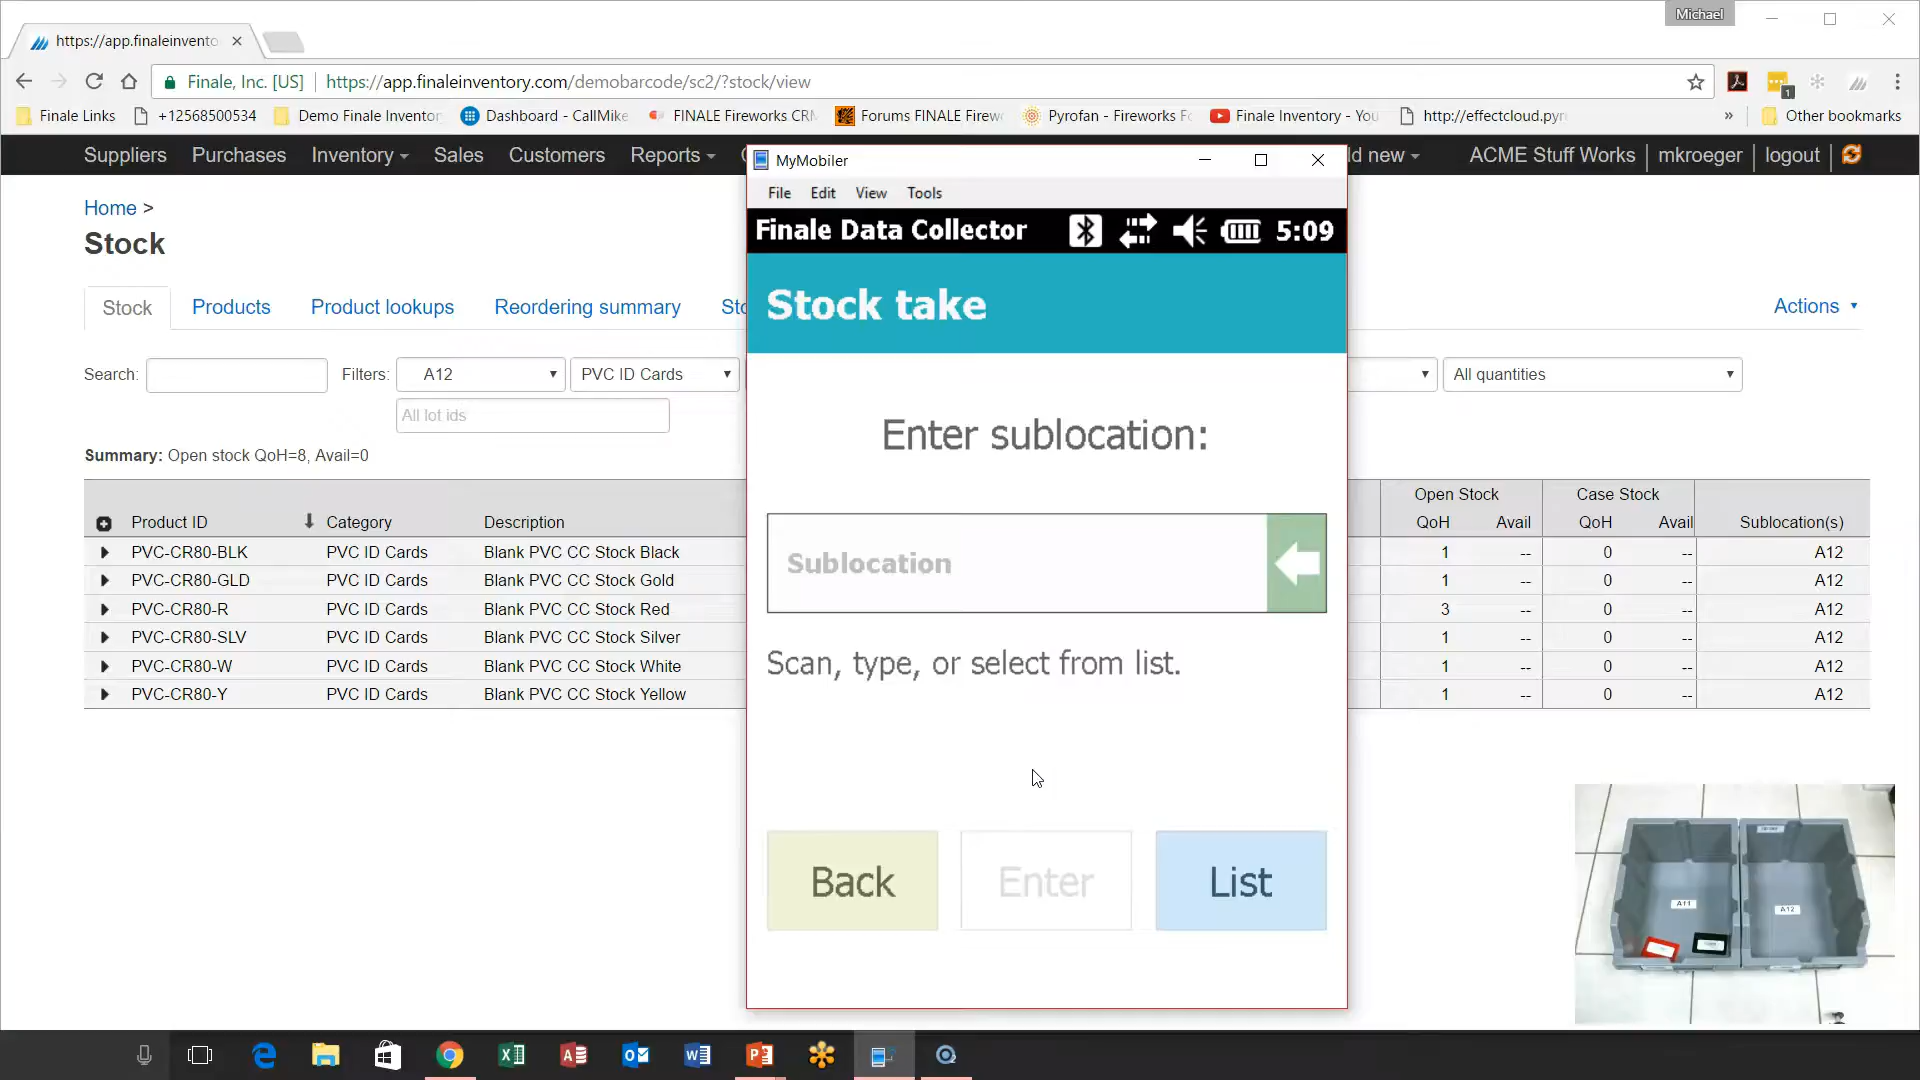 Michael
https://app.finaleinvento
Finale, Inc. [US]
https://app.finaleinventory.com/demobarcode/sc2/?stock/view
1
Finale Links
+12568500534
Demo Finale Inventor
Dashboard - CallMike
FINALE Fireworks CRM
Forums FINALE Firew
Pyrofan - Fireworks F
Finale Inventory - You
http://effectcloud.pyr
»
Other bookmarks
Suppliers
Purchases
Inventory
Sales
Customers
Reports
ld new
ACME Stuff Works
mkroeger
logout
Home >
Stock
Stock
Products
Product lookups
Reordering summary
Sto
Actions
Search:
Filters:
A12
PVC ID Cards
All quantities
All lot ids
Summary: Open stock QoH=8, Avail=0
Open Stock
Case Stock
Product ID
Category
Description
QoH
Avail
QoH
Avail
Sublocation(s)
PVC-CR80-BLK PVC ID Cards Blank PVC CC Stock Black 1 -- 0 -- A12
PVC-CR80-GLD PVC ID Cards Blank PVC CC Stock Gold 1 -- 0 -- A12
PVC-CR80-R PVC ID Cards Blank PVC CC Stock Red 3 -- 0 -- A12
PVC-CR80-SLV PVC ID Cards Blank PVC CC Stock Silver 1 -- 0 -- A12
PVC-CR80-W PVC ID Cards Blank PVC CC Stock White 1 -- 0 -- A12
PVC-CR80-Y PVC ID Cards Blank PVC CC Stock Yellow 1 -- 0 -- A12
MyMobiler
File Edit View Tools
Finale Data Collector
5:09
Stock take
Enter sublocation:
Sublocation
Scan, type, or select from list.
Back
Enter
List
A11
A12